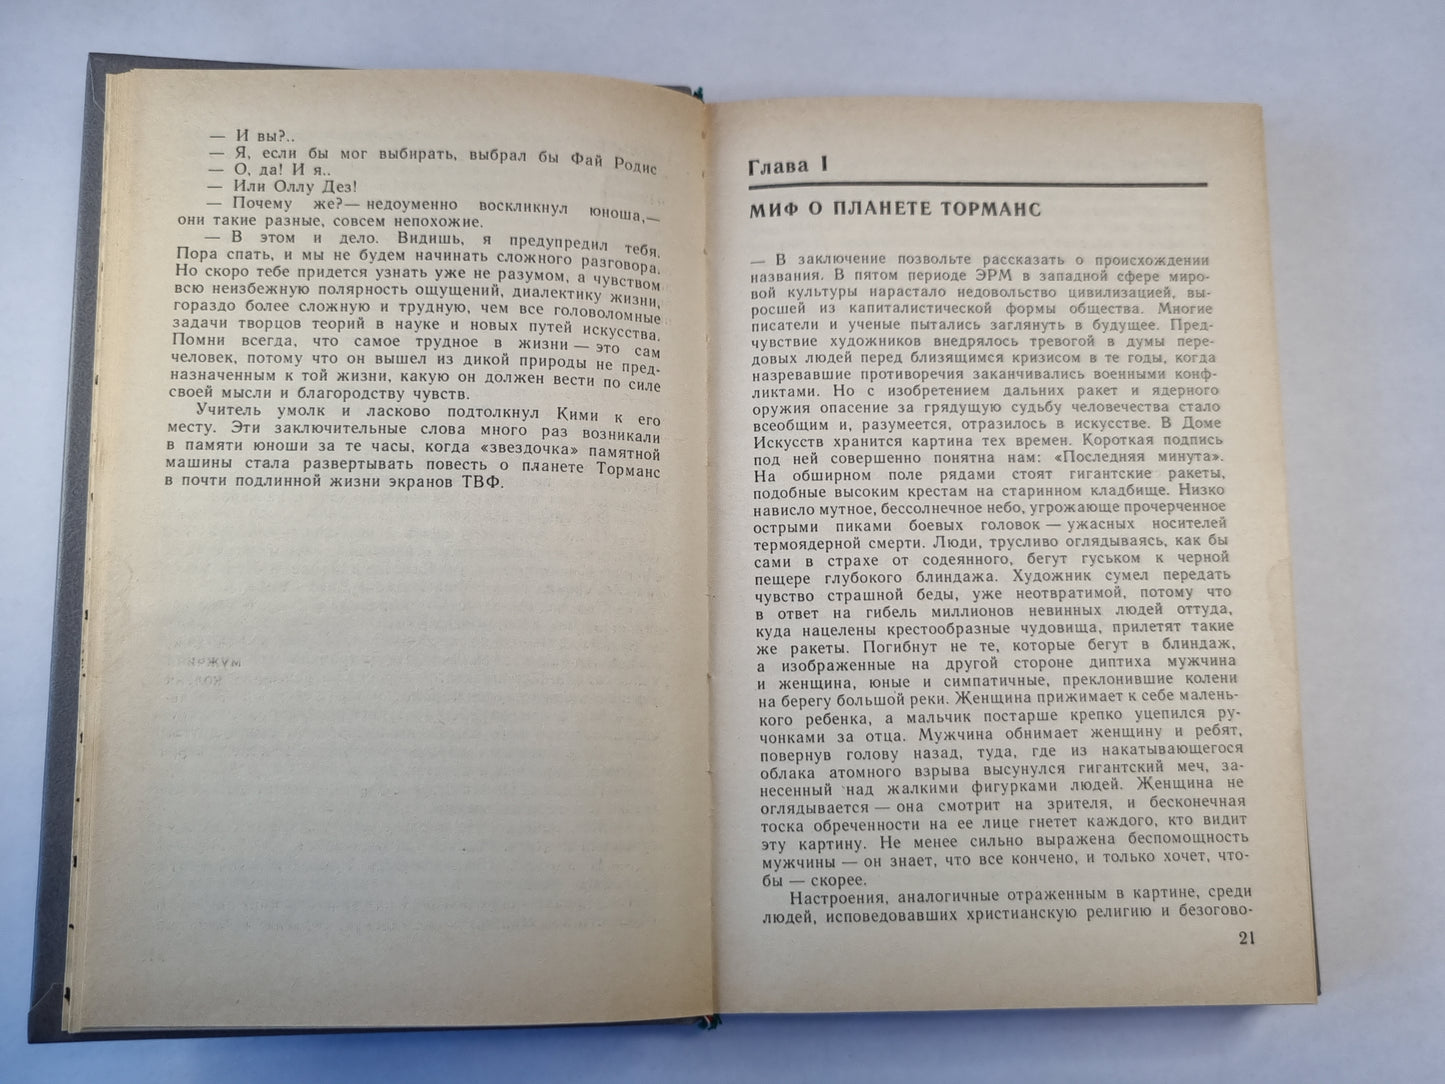 — И вы?..
— Я, если бы мог выбирать, выбрал бы Фай Родис
— О, да! И я..
— Или Оллу Дез!
— Почему же?— недоуменно воскликнул юноша,—
они такие разные, совсем непохожие.
— В этом и дело. Видишь, я предупредил тебя.
Пора спать, и мы не будем начинать сложного разговора.
Но скоро тебе придется узнать уже не разумом, а чувством
всю неизбежную полярность ощущений, диалектику жизни,
гораздо более сложную и трудную, чем все головоломные
задачи творцов теорий в науке и новых путей искусства.
Помни всегда, что самое трудное в жизни — это сам
человек, потому что он вышел из дикой природы не пред-
назначенным к той жизни, какую он должен вести по силе
своей мысли и благородству чувств.
Учитель умолк и ласково подтолкнул Кими к его
месту. Эти заключительные слова много раз возникали
в памяти юноши за те часы, когда «звездочка» памятной
машины стала развертывать повесть о планете Торманс
в почти подлинной жизни экранов ТВФ.
Глава I
МИФ О ПЛАНЕТЕ ТОРМАНС
— В заключение позвольте рассказать о происхождении
названия. В пятом периоде ЭРМ в западной сфере миро-
вой культуры нарастало недовольство цивилизацией, вы-
росшей из капиталистической формы общества. Многие
писатели и ученые пытались заглянуть в будущее. Пред-
чувствие художников внедрялось тревогой в думы пере-
довых людей перед близящимся кризисом в те годы, когда
назревавшие противоречия заканчивались военными конф-
ликтами. Но с изобретением дальних ракет и ядерного
оружия опасение за грядущую судьбу человечества стало
всеобщим и, разумеется, отразилось в искусстве. В Доме
Искусств хранится картина тех времен. Короткая подпись
под ней совершенно понятна нам: «Последняя минута».
На обширном поле рядами стоят гигантские ракеты,
подобные высоким крестам на старинном кладбище. Низко
нависло мутное, бессолнечное небо, угрожающе прочерченное
острыми пиками боевых головок — ужасных носителей
термоядерной смерти. Люди, трусливо оглядываясь, как бы
сами в страхе от содеянного, бегут гуськом к черной
пещере глубокого блиндажа. Художник сумел передать
чувство страшной беды, уже неотвратимой, потому что
в ответ на гибель миллионов невинных людей оттуда,
куда нацелены крестообразные чудовища, прилетят такие
же ракеты. Погибнут не те, которые бегут в блиндаж,
а изображенные на другой стороне диптиха мужчина
и женщина, юные и симпатичные, преклонившие колени
на берегу большой реки. Женщина прижимает к себе малень-
кого ребенка, а мальчик постарше крепко уцепился ру-
чонками за отца. Мужчина обнимает женщину и ребят,
повернув голову назад, туда, где из накатывающегося
облака атомного взрыва высунулся гигантский меч, за-
несенный над жалкими фигурками людей. Женщина не
оглядывается — она смотрит на зрителя, и бесконечная
тоска обреченности на ее лице гнетет каждого, кто видит
эту картину. Не менее сильно выражена беспомощность
мужчины — он знает, что все кончено, и только хочет, что-
бы — скорее.
Настроения, аналогичные отраженным в картине, среди
людей, исповедовавших христианскую религию и безогово-
21